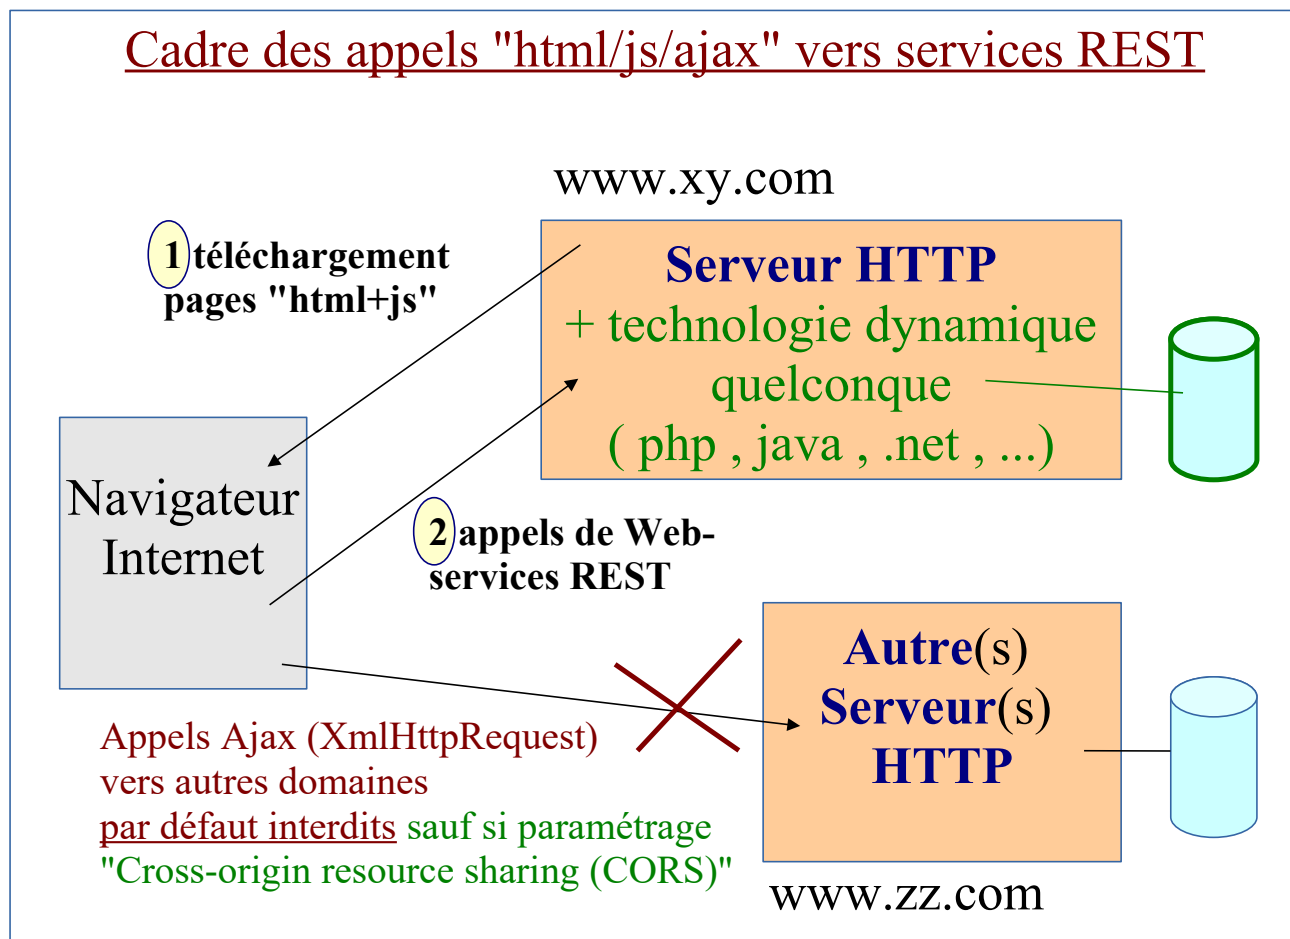 Cadre des appels "html/js/ajax" vers services REST
www.xy.com
1 téléchargement
pages "html+js"
Serveur HTTP
+ technologie dynamique
quelconque
( php , java , .net , ...)
Navigateur
Internet
2 appels de Web-
services REST
Autre(s)
Serveur(s)
HTTP
Appels Ajax (XmlHttpRequest)
vers autres domaines
par défaut interdits sauf si paramétrage
"Cross-origin resource sharing (CORS)"
www.zz.com